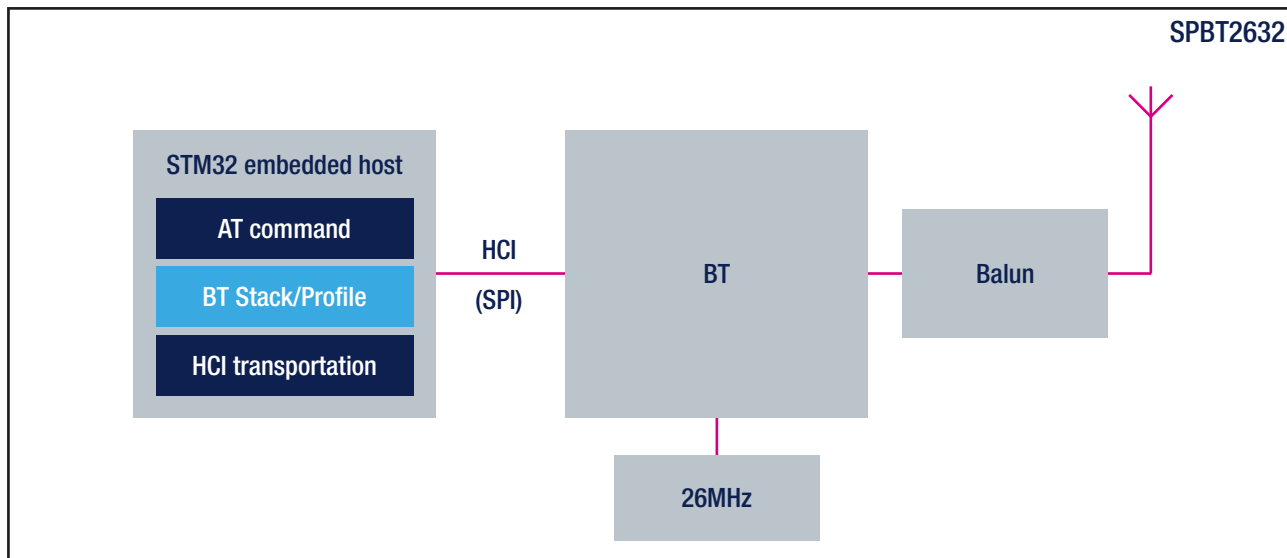 SPBT2632
STM32 embedded host
AT command
BT Stack/Profile
HCI transportation
HCI
(SPI)
BT
Balun
26MHz